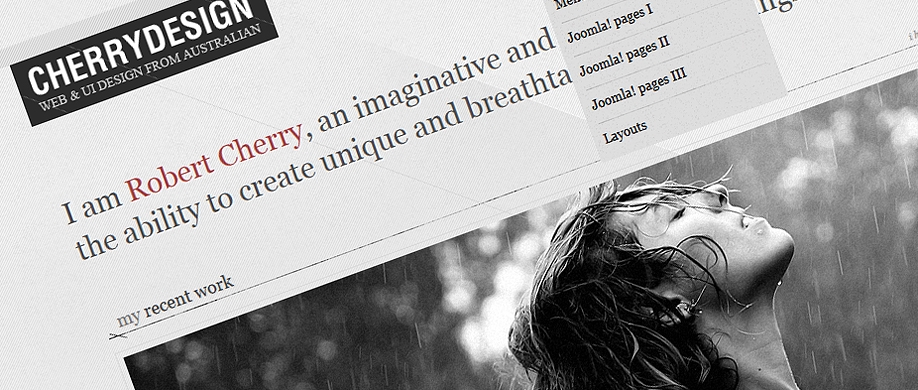 CHERRYDESIGN
WEB & UI DESIGN FROM AUSTRALIAN
Joomla! pages I
Joomla! pages II
Joomla! pages III
Layouts
I am Robert Cherry, an imaginative and
the ability to create unique and breathta
my recent work